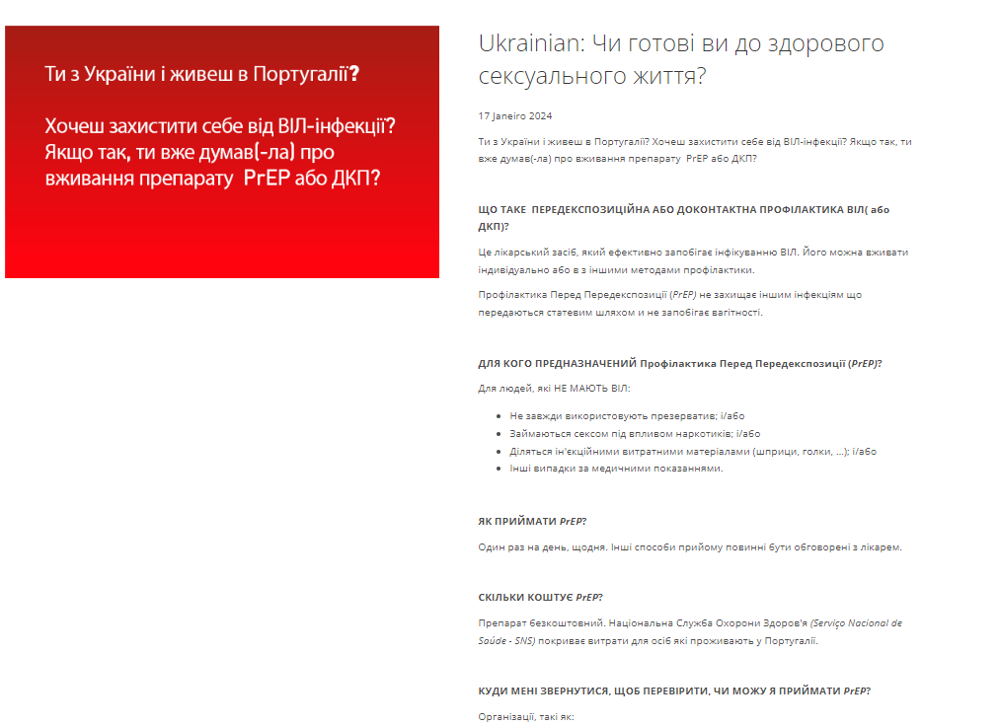 Ти з України і живеш в Португалії?
Хочеш захистити себе від ВІЛ-інфекції?
Якщо так, ти вже думав(-ла) про
вживання препарату  PrEP або ДКП?
Ukrainian: Чи готові ви до здорового
сексуального життя?
17 Janeiro 2024
Ти з України і живеш в Португалії? Хочеш захистити себе від ВІЛ-інфекції? Якщо так, ти
вже думав(-ла) про вживання препарату  PrEP або ДКП?
ЩО ТАКЕ  ПЕРЕДЕКСПОЗИЦІЙНА АБО ДОКОНТАКТНА ПРОФІЛАКТИКА ВІЛ( або
ДКП)?
Це лікарський засіб, який ефективно запобігає інфікуванню ВІЛ. Його можна вживати
індивідуально або в з іншими методами профілактики.
Профілактика Перед Передекспозиції (PrEP) не захищає іншим інфекціям що
передаються статевим шляхом и не запобігає вагітності.
ДЛЯ КОГО ПРЕДНАЗНАЧЕНИЙ Профілактика Перед Передекспозиції (PrEP)?
Для людей, які НЕ МАЮТЬ ВІЛ:
• Не завжди використовують презерватив; і/або
• Займаються сексом під впливом наркотиків; і/або
• Діляться ін'єкційними витратними матеріалами (шприци, голки, ...); і/або
• Інші випадки за медичними показаннями.
ЯК ПРИЙМАТИ PrEP?
Один раз на день, щодня. Інші способи прийому повинні бути обговорені з лікарем.
СКІЛЬКИ КОШТУЄ PrEP?
Препарат безкоштовний. Національна Служба Охорони Здоров'я (Serviço Nacional de
Saúde - SNS) покриває витрати для осіб які проживають у Португалії.
КУДИ МЕНІ ЗВЕРНУТИСЯ, ЩОБ ПЕРЕВІРИТИ, ЧИ МОЖУ Я ПРИЙМАТИ PrEP?
Організації, такі як: